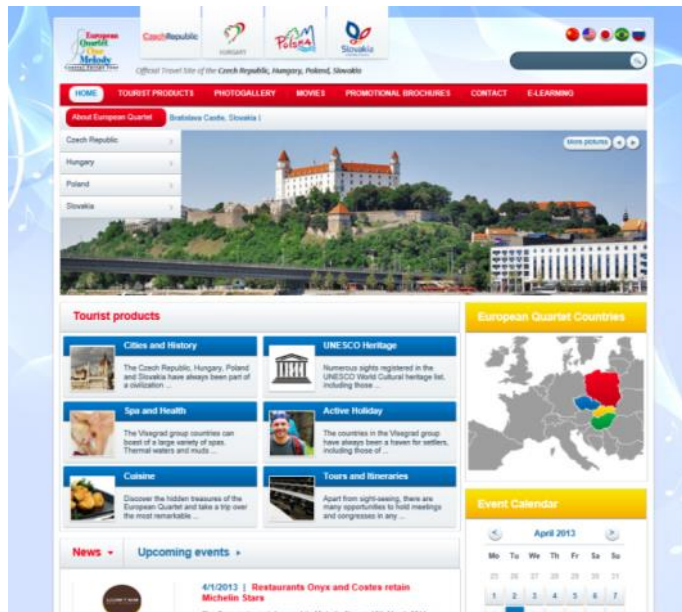 European
Quartet
One
Melody
CzechRepublic
HUNGARY
Poland
Slovakia
Official Travel Site of the Czech Republic, Hungary, Poland, Slovakia
HOME TOURIST PRODUCTS PHOTOGALLERY MOVIES PROMOTIONAL BROCHURES CONTACT E-LEARNING
About European Quartet Bratislava Castle, Slovakia |
Czech Republic
Hungary
Poland
Slovakia
More pictures
Tourist products
Cities and History
The Czech Republic, Hungary, Poland
and Slovakia have always been part of
a civilization ...
UNESCO Heritage
Numerous sights registered in the
UNESCO World Cultural heritage list,
including those ...
Spa and Health
The Visegrad group countries can
boast of a large variety of spas.
Thermal waters and muds ...
Active Holiday
The countries in the Visegrad group
have always been a haven for settlers,
including those of ...
Cuisine
Discover the hidden treasures of the
European Quartet and take a trip over
the most remarkable ...
Tours and Itineraries
Apart from sight-seeing, there are
many opportunities to hold meetings
and congresses in any ...
European Quartet Countries
Event Calendar
< April 2013 >
Mo Tu We Th Fr Sa Su
25 26 27 28 29 30 31
1 2 3 4 5 6 7
News Upcoming events
4/1/2013 | Restaurants Onyx and Costes retain
Michelin Stars